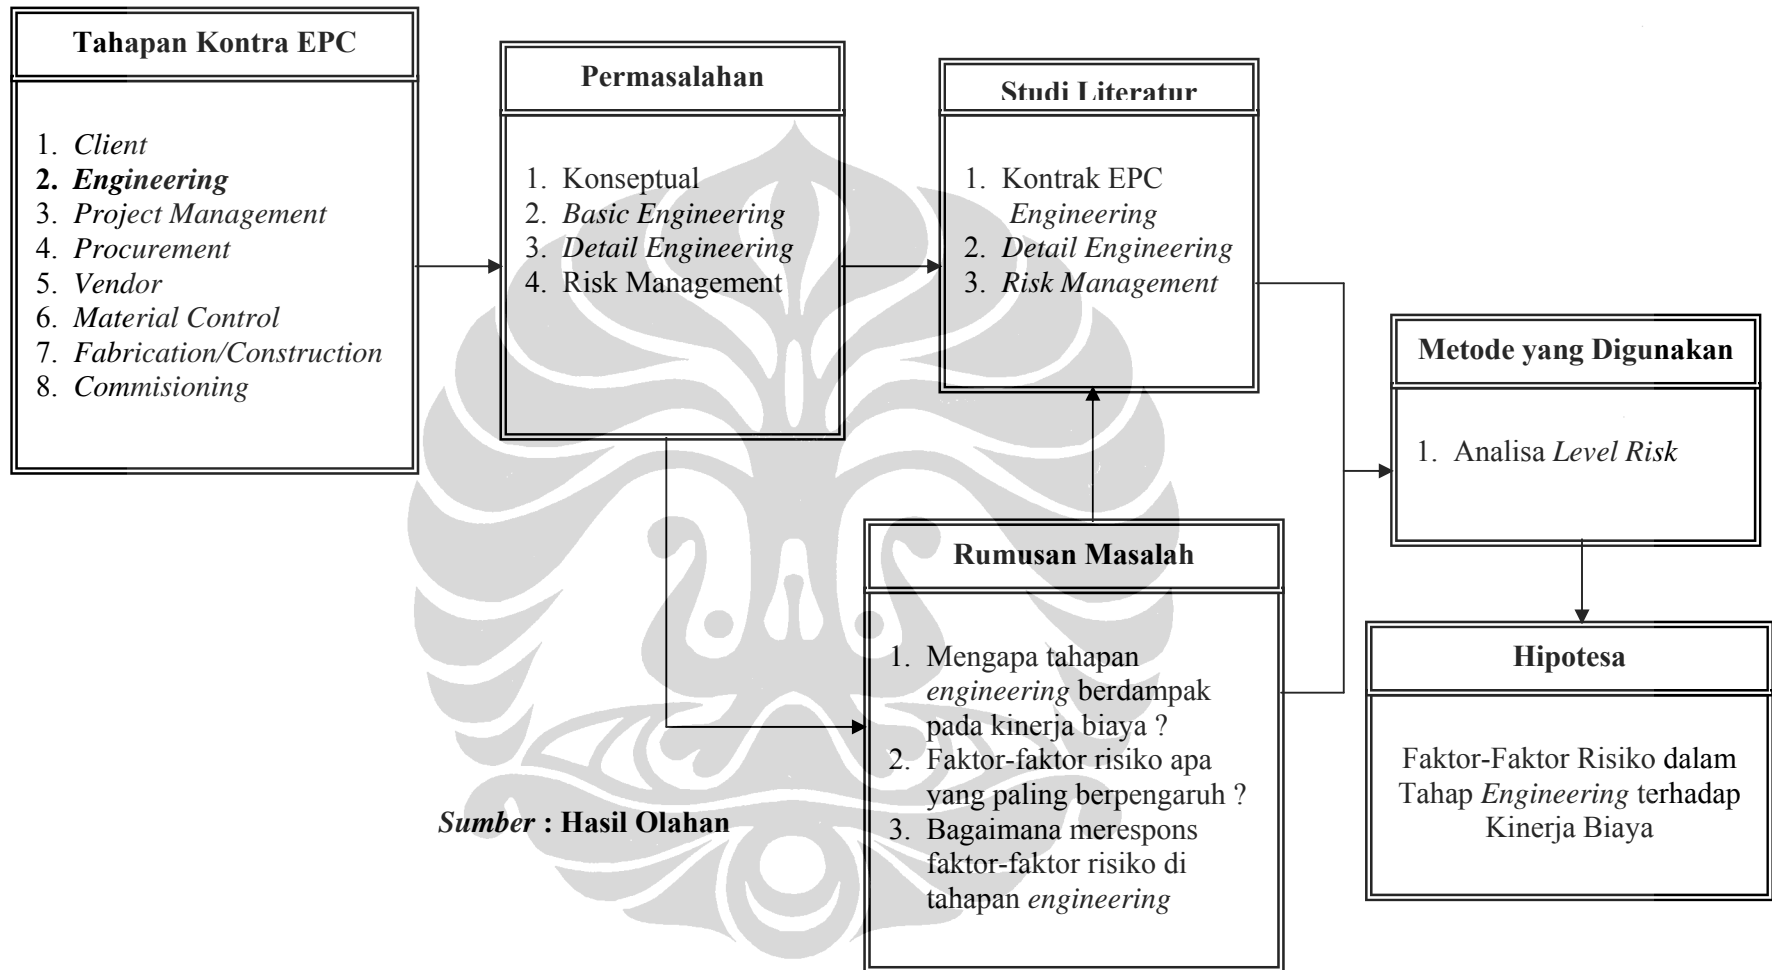 Tahapan Kontra EPC
1. Client
2. Engineering
3. Project Management
4. Procurement
5. Vendor
6. Material Control
7. Fabrication/Construction
8. Commisioning
Permasalahan
1. Konseptual
2. Basic Engineering
3. Detail Engineering
4. Risk Management
Studi Literatur
1. Kontrak EPC
Engineering
2. Detail Engineering
3. Risk Management
Rumusan Masalah
1. Mengapa tahapan
engineering berdampak
pada kinerja biaya ?
2. Faktor-faktor risiko apa
yang paling berpengaruh ?
3. Bagaimana merespons
faktor-faktor risiko di
tahapan engineering
Metode yang Digunakan
1. Analisa Level Risk
Hipotesa
Faktor-Faktor Risiko dalam
Tahap Engineering terhadap
Kinerja Biaya
Sumber : Hasil Olahan